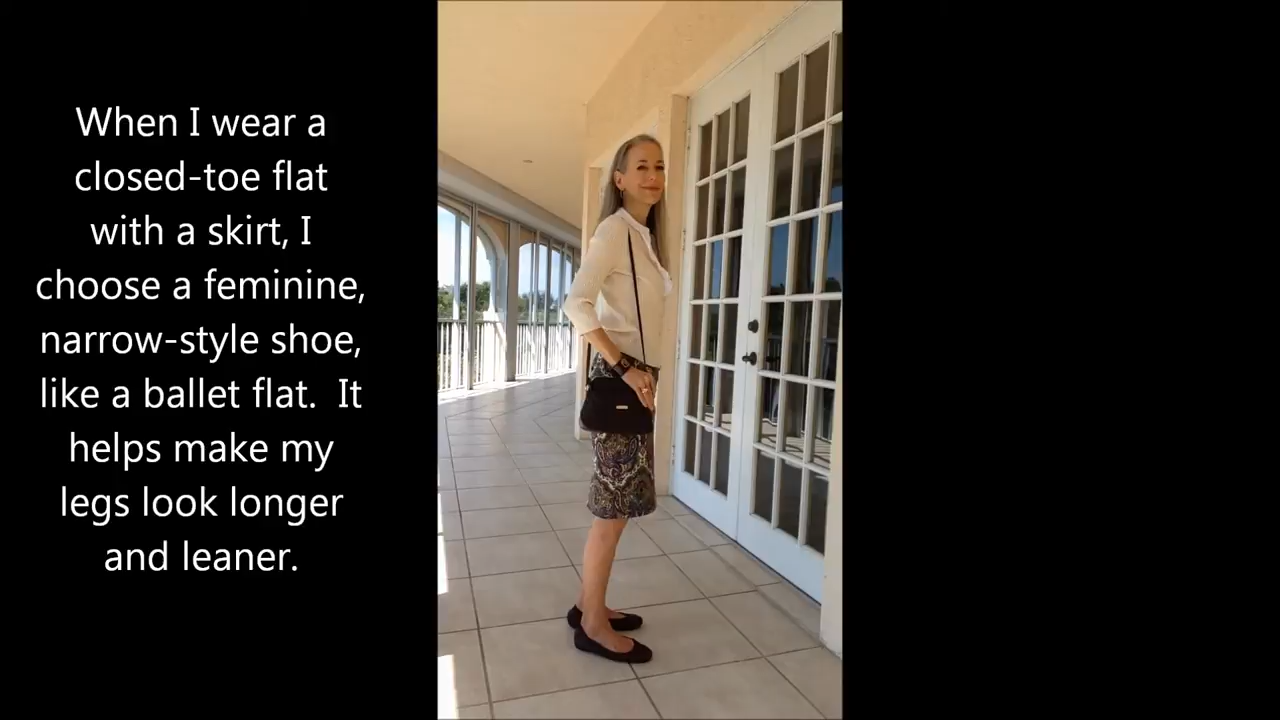 When I wear a
closed-toe flat
with a skirt, I
choose a feminine,
narrow-style shoe,
like a ballet flat.  It
helps make my
legs look longer
and leaner.